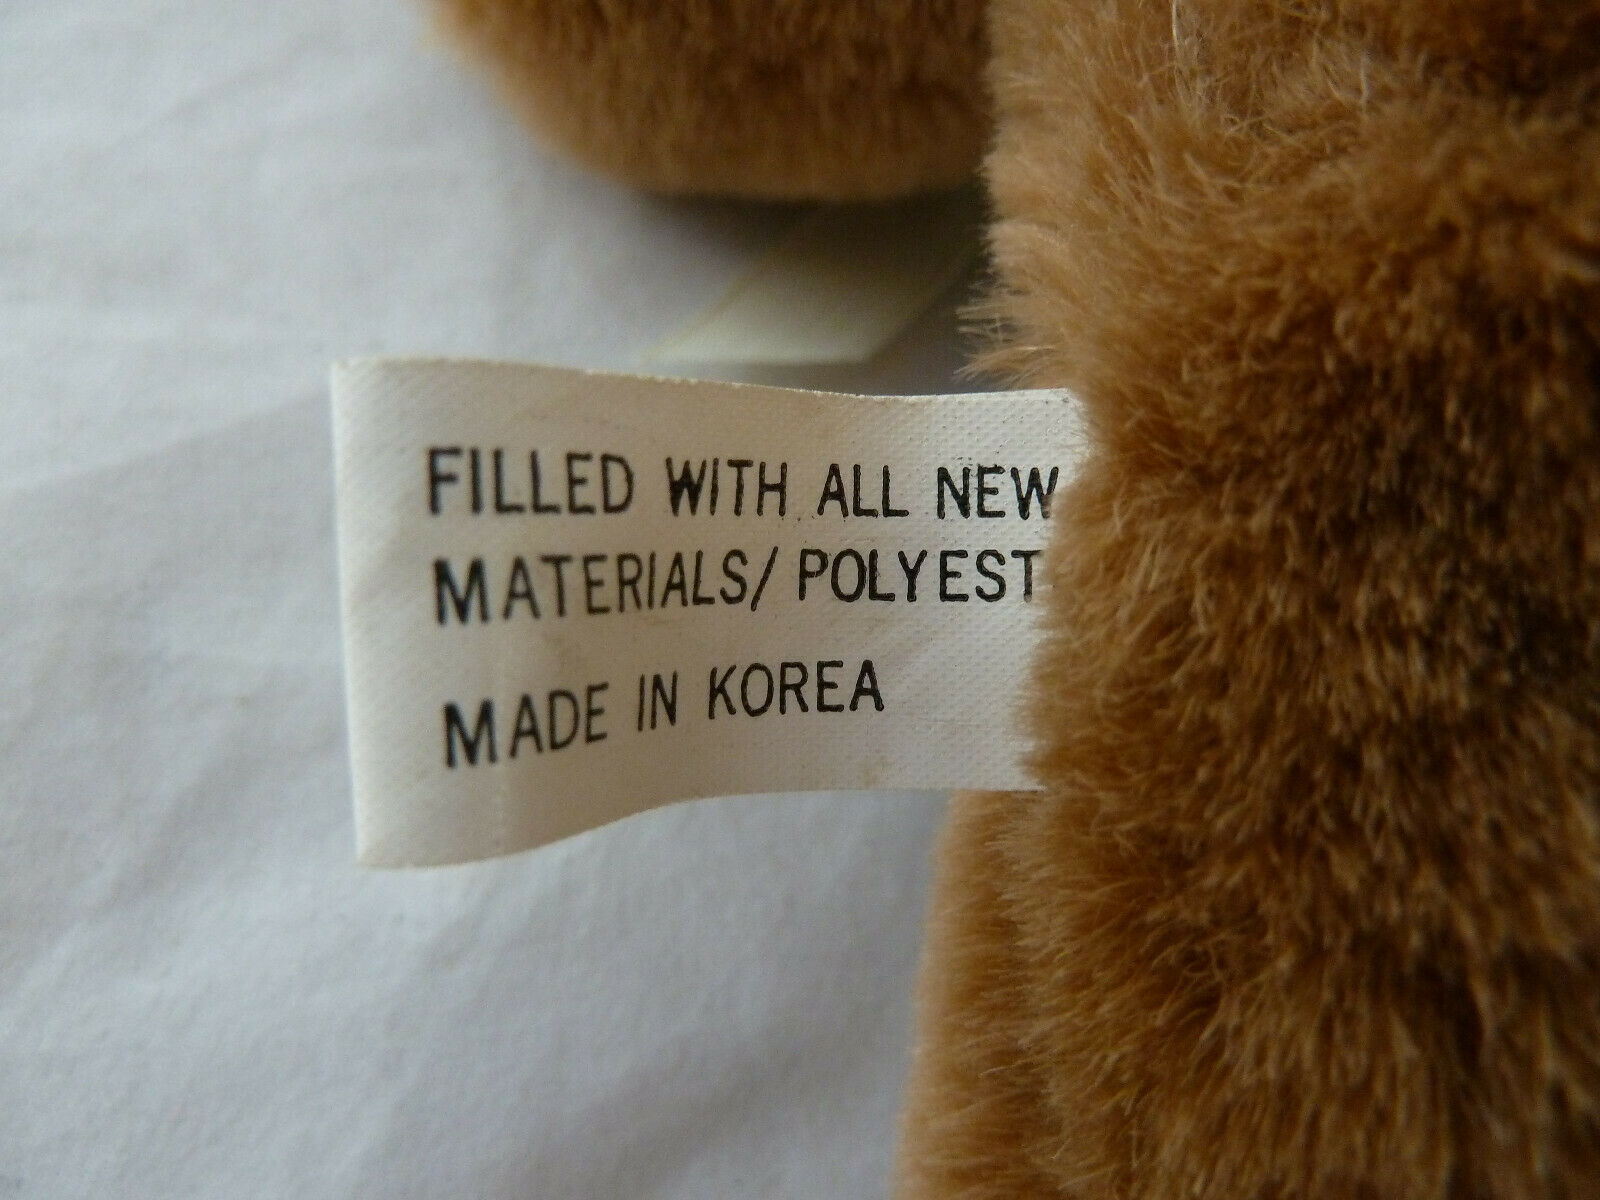 FILLED WITH ALL NEW
MATERIALS/ POLYEST
MADE IN KOREA